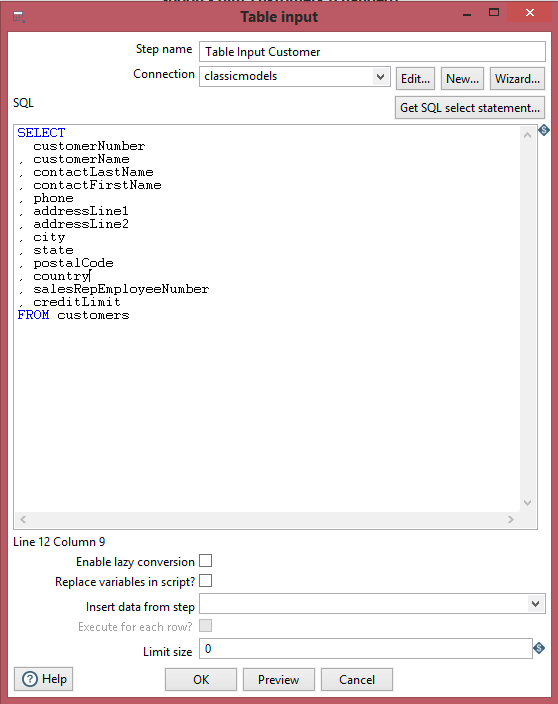 Table input
Step name Table Input Customer
Connection classicmodels Edit... New... Wizard...
SQL Get SQL select statement...
SELECT
customerNumber
, customerName
, contactLastName
, contactFirstName
, phone
, addressLine1
, addressLine2
, city
, state
, postalCode
, country
, salesRepEmployeeNumber
, creditLimit
FROM customers
Line 12 Column 9
Enable lazy conversion
Replace variables in script?
Insert data from step
Execute for each row?
Limit size 0
Help OK Preview Cancel